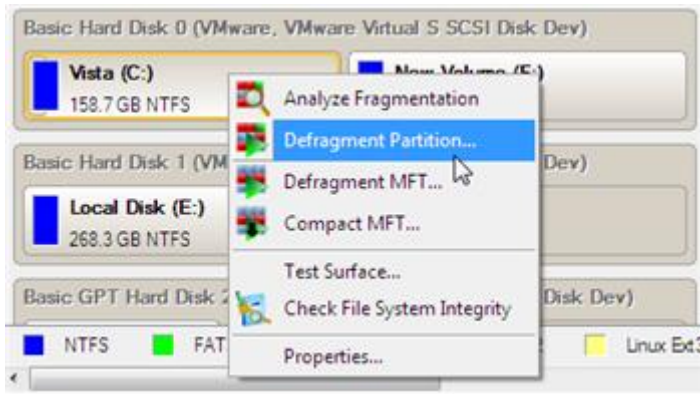 Basic Hard Disk 0 (VMware, VMware Virtual S SCSI Disk Dev)
Vista (C:)
158.7 GB NTFS
New Volume (F:)
Analyze Fragmentation
Defragment Partition...
Basic Hard Disk 1 (VM
Dev)
Defragment MFT...
Local Disk (E:)
268.3 GB NTFS
Compact MFT...
Test Surface...
Basic GPT Hard Disk 2
Disk Dev)
Check File System Integrity
NTFS
FAT
Linux Ext3
Properties...